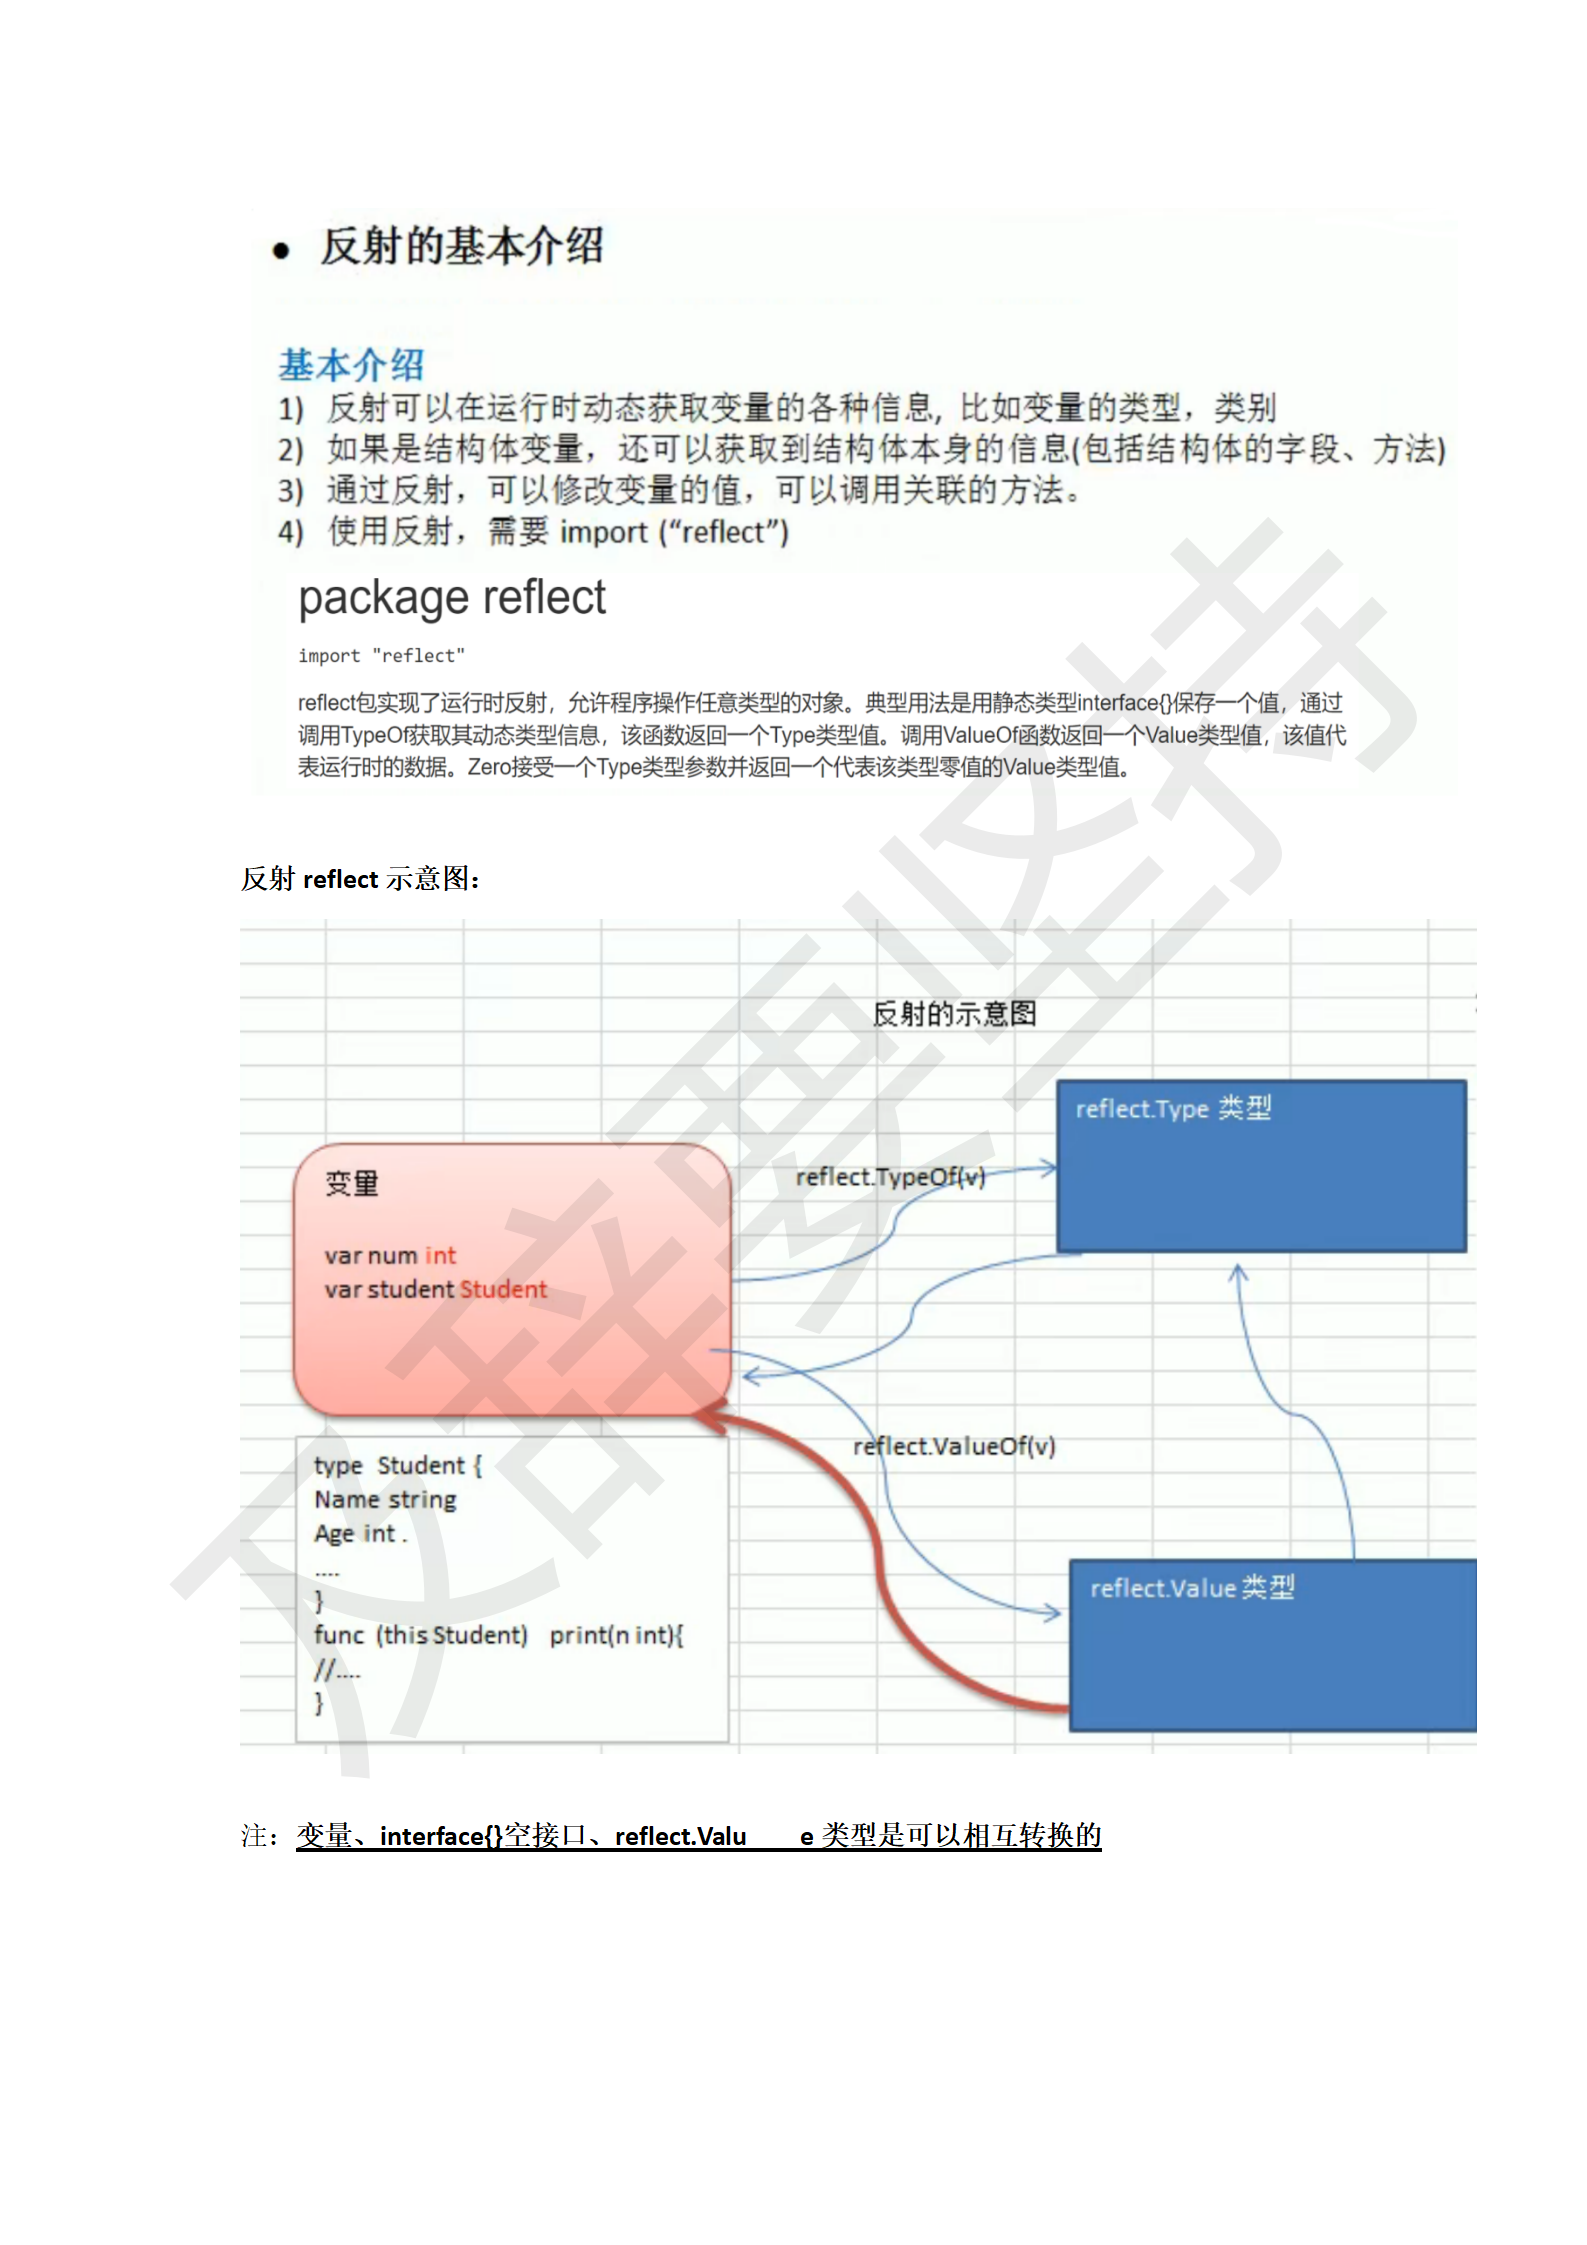 ● 反射的基本介绍
基本介绍
1) 反射可以在运行时动态获取变量的各种信息, 比如变量的类型，类别
2) 如果是结构体变量，还可以获取到结构体本身的信息(包括结构体的字段、方法)
3) 通过反射，可以修改变量的值，可以调用关联的方法。
4) 使用反射，需要 import (“reflect”)
package reflect
import "reflect"
reflect包实现了运行时反射，允许程序操作任意类型的对象。典型用法是用静态类型interface{}保存一个值，通过
调用TypeOf获取其动态类型信息，该函数返回一个Type类型值。调用ValueOf函数返回一个Value类型值，该值代
表运行时的数据。Zero接受一个Type类型参数并返回一个代表该类型零值的Value类型值。
反射 reflect 示意图：
反射的示意图
reflect.Type 类型
reflect.TypeOf(v)
变量
var num int
var student Student
reflect.ValueOf(v)
type Student {
Name string
Age int .
....
}
func (this Student) print(n int){
//....
}
reflect.Value 类型
注：变量、interface{}空接口、reflect.Valu e 类型是可以相互转换的
及辞要坚持